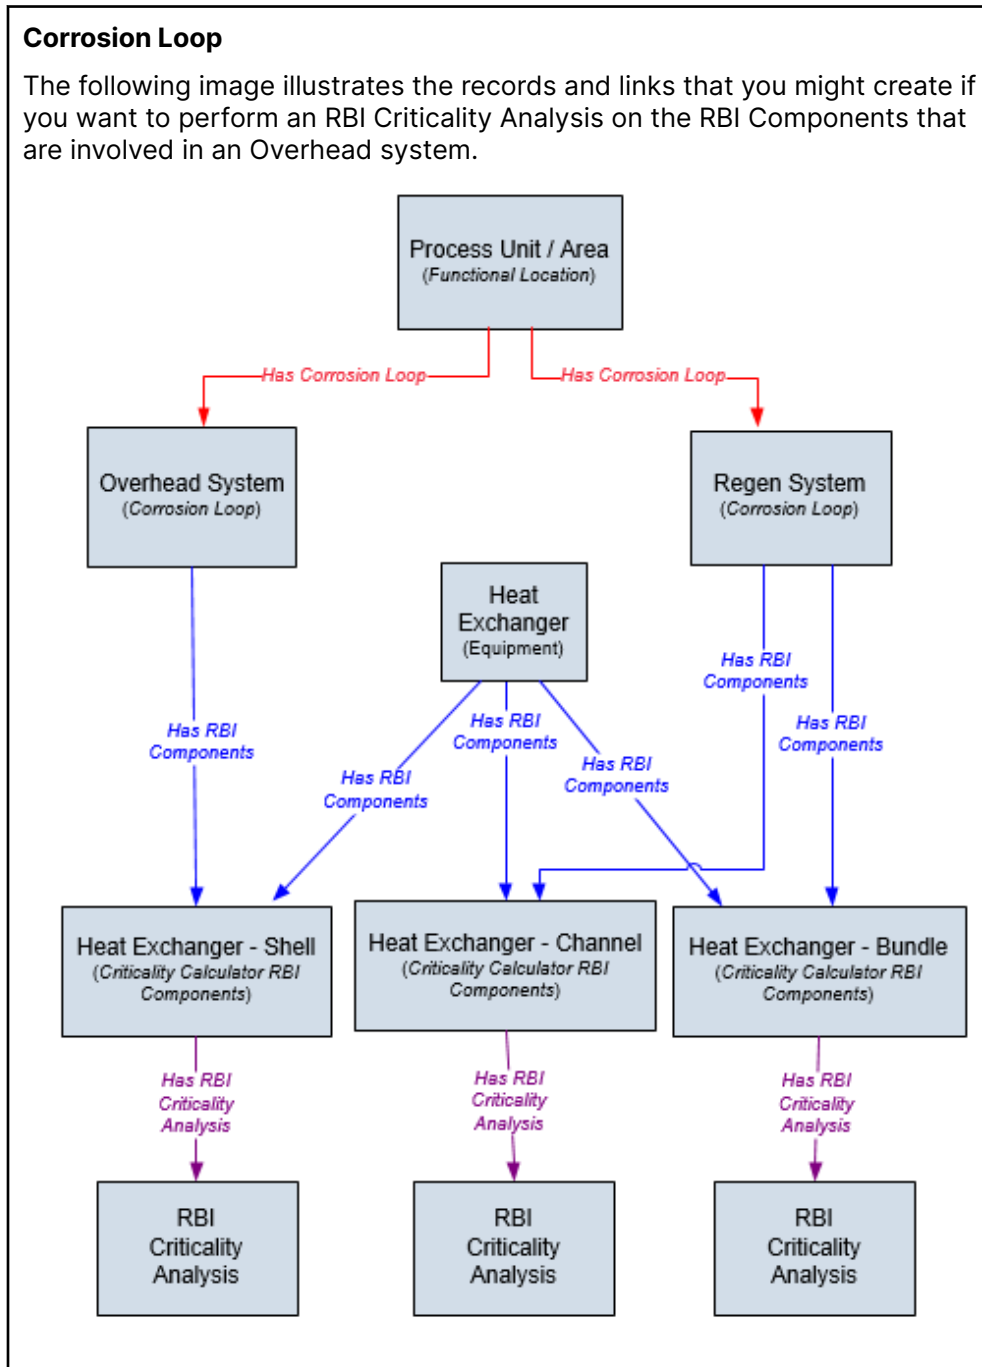 Corrosion Loop
The following image illustrates the records and links that you might create if
you want to perform an RBI Criticality Analysis on the RBI Components that
are involved in an Overhead system.
Process Unit / Area
(Functional Location)
Has Corrosion Loop
Has Corrosion Loop
Overhead System
(Corrosion Loop)
Regen System
(Corrosion Loop)
Heat
Exchanger
(Equipment)
Has RBI
Components
Has RBI
Components
Has RBI
Components
Has RBI
Components
Has RBI
Components
Has RBI
Components
Heat Exchanger - Shell
(Criticality Calculator RBI
Components)
Heat Exchanger - Channel
(Criticality Calculator RBI
Components)
Heat Exchanger - Bundle
(Criticality Calculator RBI
Components)
Has RBI
Criticality
Analysis
Has RBI
Criticality
Analysis
Has RBI
Criticality
Analysis
RBI
Criticality
Analysis
RBI
Criticality
Analysis
RBI
Criticality
Analysis